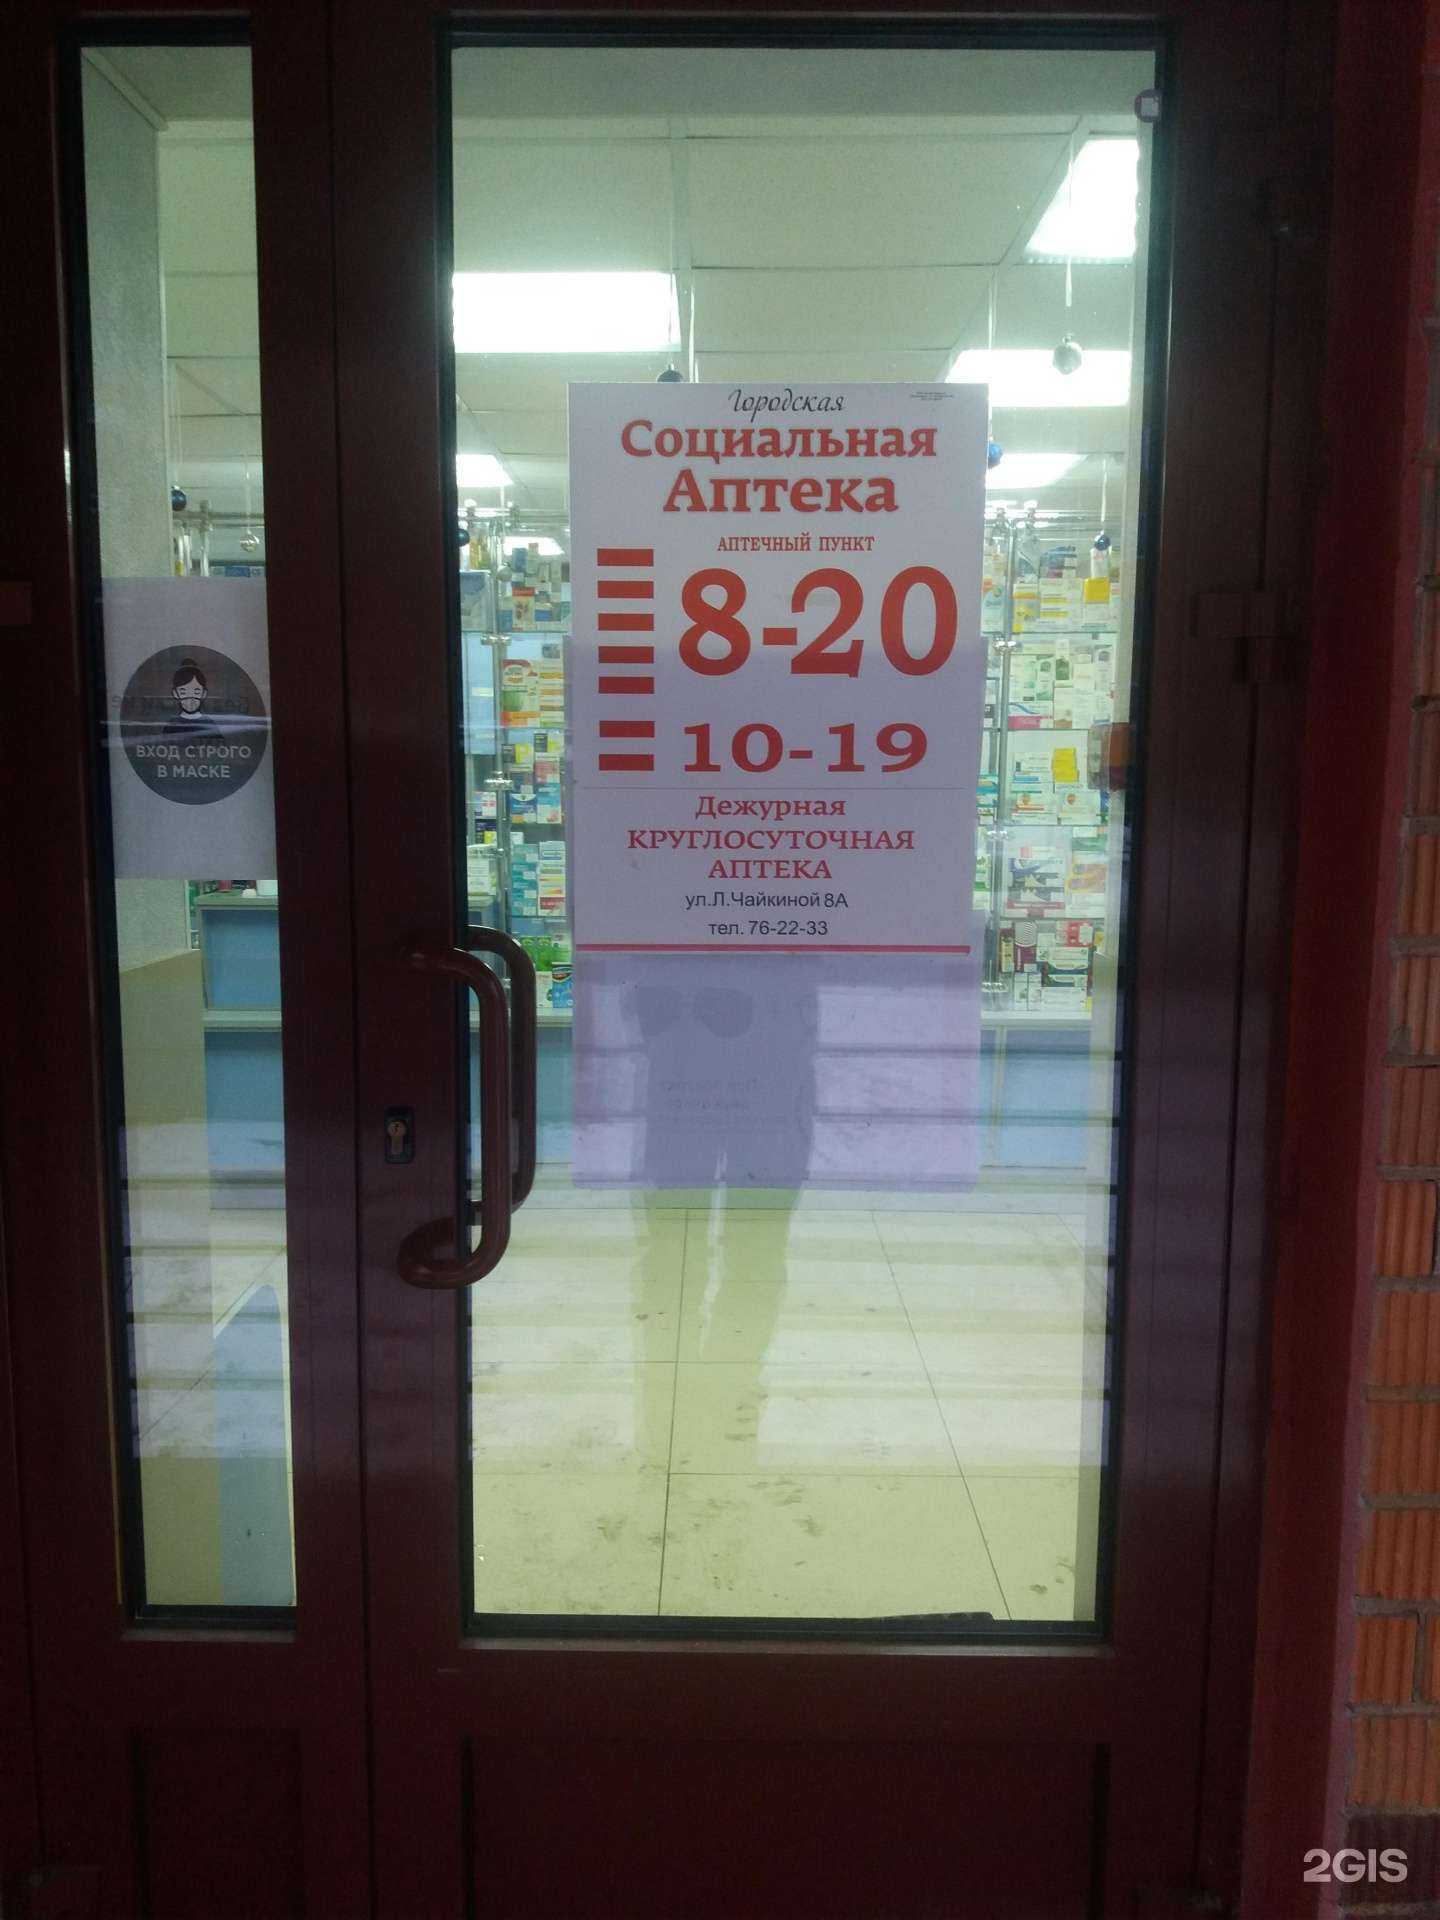 Городская
Социальная
Аптека
АПТЕЧНЫЙ ПУНКТ
8-20
10-19
Дежурная
КРУГЛОСУТОЧНАЯ
АПТЕКА
ул.Л.Чайкиной 8А
тел. 76-22-33
ВХОД СТРОГО
В МАСКЕ
2GIS